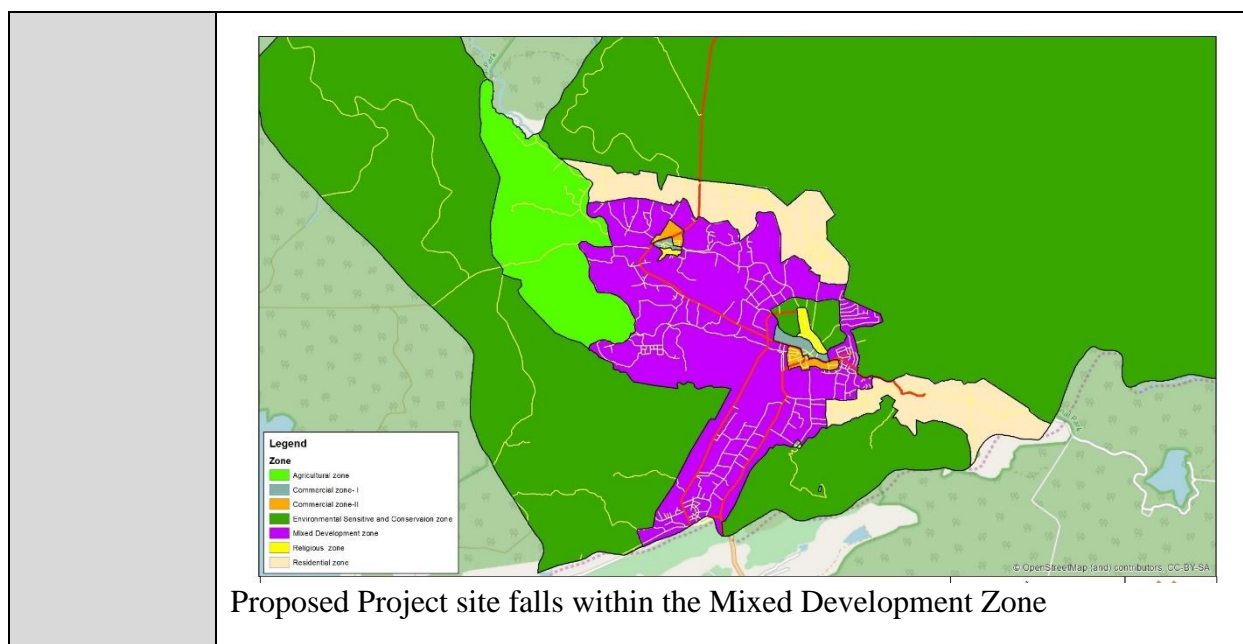 Legend
Zone
Agricultural zone
Commercial zone- I
Commercial zone-II
Environmental Sensitive and Conservaion zone
Mixed Development zone
Religious zone
Residential zone
© OpenStreetMap (and) contributors, CC-BY-SA
Proposed Project site falls within the Mixed Development Zone